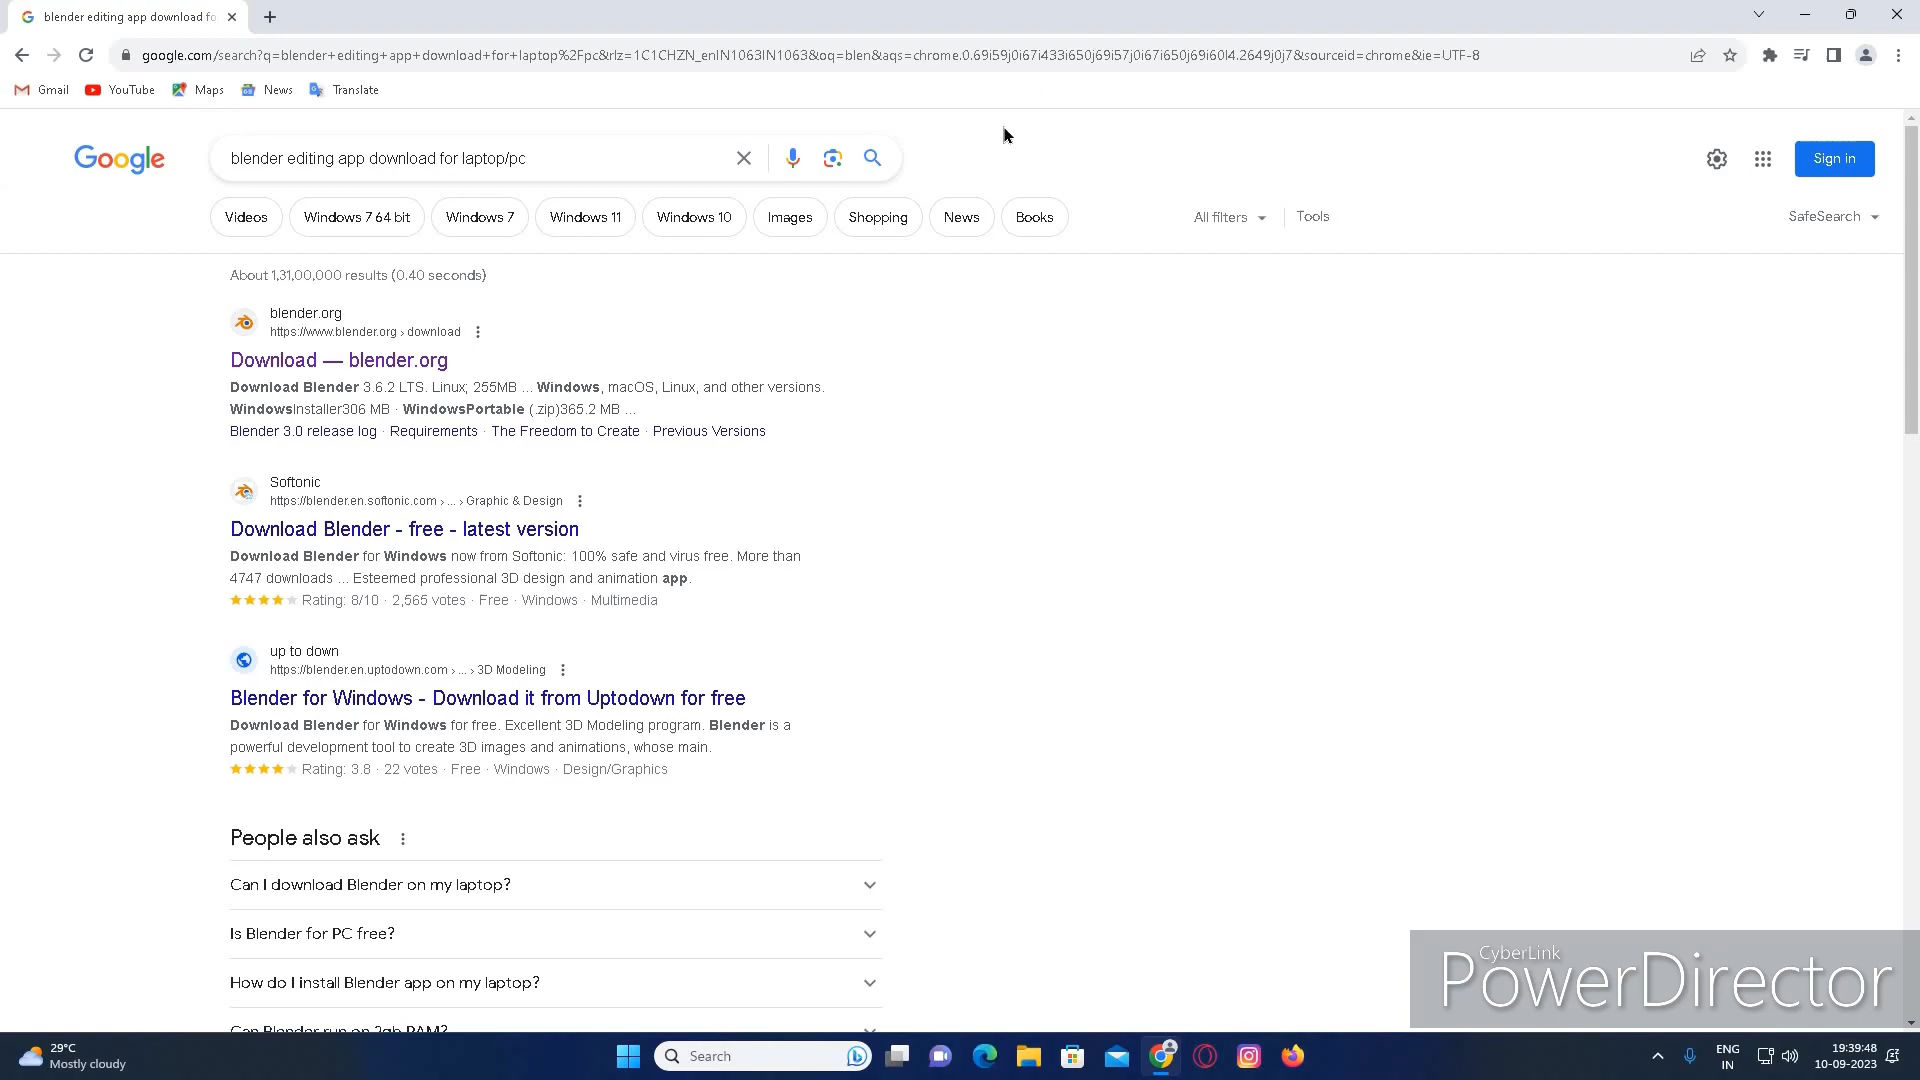 blender editing app download fo
google.com/search?q=blender+editing+app+download+for+laptop%2Fpc&rlz=1C1CHZN_enIN1063IN1063&oq=blen&aqs=chrome.0.69i59j0i67i433i650j69i57j0i67i650j69i60l4.2649j0j7&sourceid=chrome&ie=UTF-8
Gmail YouTube Maps News Translate
Google blender editing app download for laptop/pc Sign in
Videos Windows 7 64 bit Windows 7 Windows 11 Windows 10 Images Shopping News Books All filters Tools SafeSearch
About 1,31,00,000 results (0.40 seconds)
blender.org
https://www.blender.org › download
Download — blender.org
Download Blender 3.6.2 LTS. Linux; 255MB ... Windows, macOS, Linux, and other versions.
WindowsInstaller306 MB · WindowsPortable (.zip)365.2 MB ...
Blender 3.0 release log · Requirements · The Freedom to Create · Previous Versions
Softonic
https://blender.en.softonic.com › ... › Graphic & Design
Download Blender - free - latest version
Download Blender for Windows now from Softonic: 100% safe and virus free. More than
4747 downloads ... Esteemed professional 3D design and animation app.
Rating: 8/10 · 2,565 votes · Free · Windows · Multimedia
up to down
https://blender.en.uptodown.com › ... › 3D Modeling
Blender for Windows - Download it from Uptodown for free
Download Blender for Windows for free. Excellent 3D Modeling program. Blender is a
powerful development tool to create 3D images and animations, whose main.
Rating: 3.8 · 22 votes · Free · Windows · Design/Graphics
People also ask
Can I download Blender on my laptop?
Is Blender for PC free?
How do I install Blender app on my laptop?
Can Blender run on 2gb RAM?
CyberLink
PowerDirector
29°C
Mostly cloudy
Search
ENG
IN
19:39:48
10-09-2023